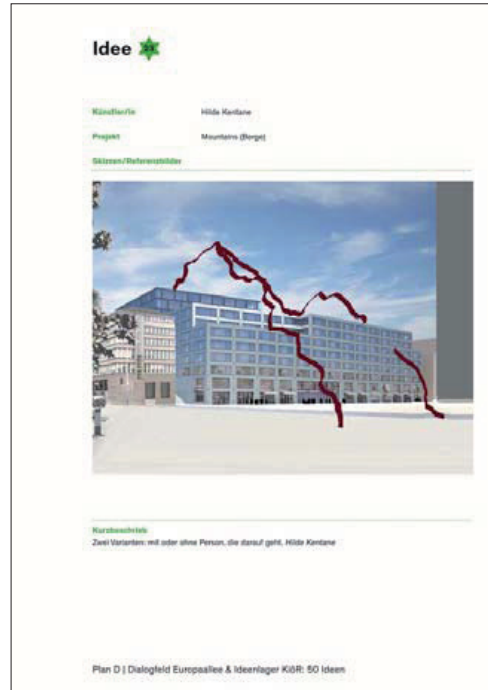 Idee
Künstler/in Hilde Kentane
Projekt Mountains (Berge)
Skizzen/Referenzbilder
Kurzbeschrieb
Zwei Varianten: mit oder ohne Person, die darauf geht. Hilde Kentane
Plan D | Dialogfeld Europaallee & Ideenlager KiöR: 50 Ideen